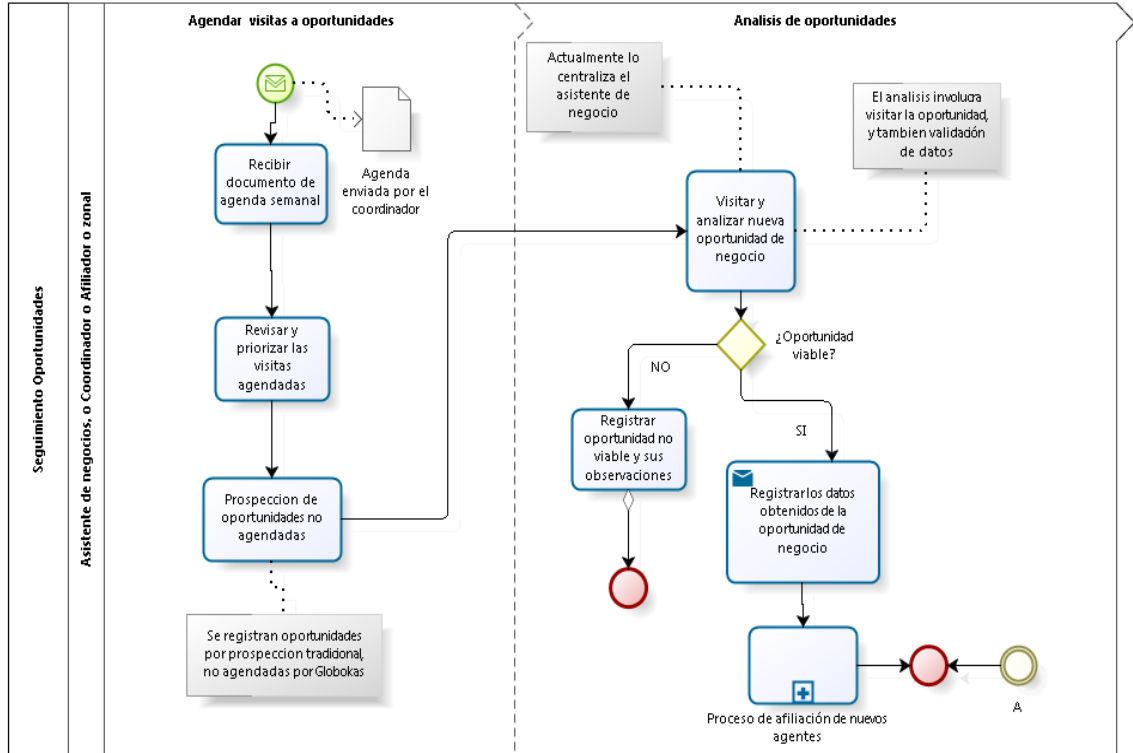 Agendar visitas a oportunidades
Analisis de oportunidades
Seguimiento Oportunidades
Asistente de negocios, o Coordinador o Afiliador o zonal
Agenda
enviada por el
coordinador
Recibir
documento de
agenda semanal
Revisar y
priorizar las
visitas
agendadas
Prospeccion de
oportunidades no
agendadas
Se registran oportunidades
por prospeccion tradicional,
no agendadas por Globokas
Actualmente lo
centraliza el
asistente de
negocio
El analisis involucra
visitar la oportunidad,
y tambien validación
de datos
Visitar y
analizar nueva
oportunidad de
negocio
¿Oportunidad
viable?
NO
SI
Registrar
oportunidad no
viable y sus
observaciones
Registrar los datos
obtenidos de la
oportunidad de
negocio
Proceso de afiliación de nuevos
agentes
A